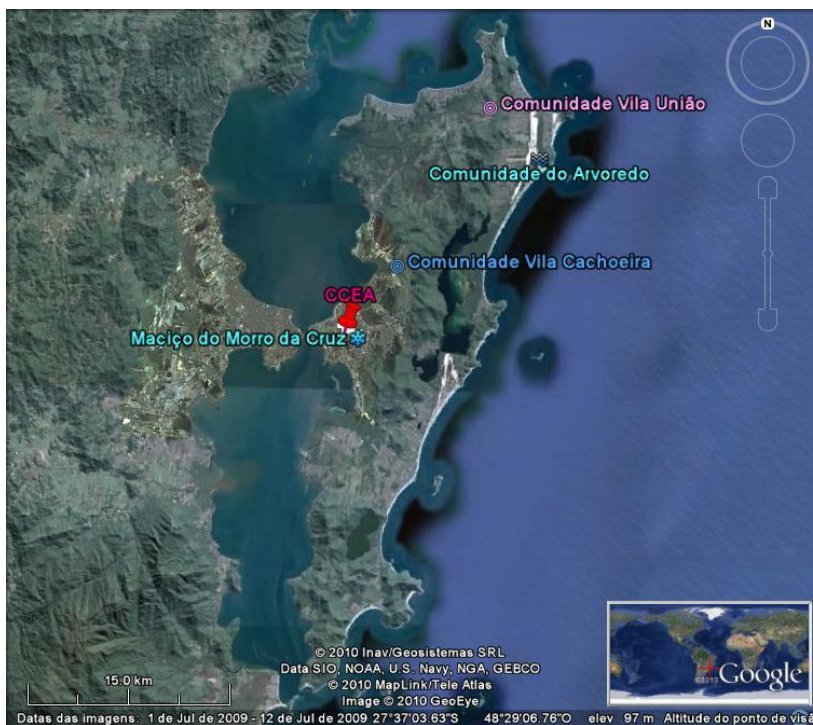 N
Comunidade Vila União
Comunidade do Arvoredo
Comunidade Vila Cachoeira
CCEA
Maciço do Morro da Cruz
© 2010 Inav/Geosistemas SRL
Data SIO, NOAA, U.S. Navy, NGA, GEBCO
© 2010 MapLink/Tele Atlas
Image © 2010 GeoEye
15.0 km
©2010 Google
Datas das imagens: 1 de Jul de 2009 - 12 de Jul de 2009 27°37'03.63"S 48°29'06.76"O elev 97 m Altitude do ponto de visã